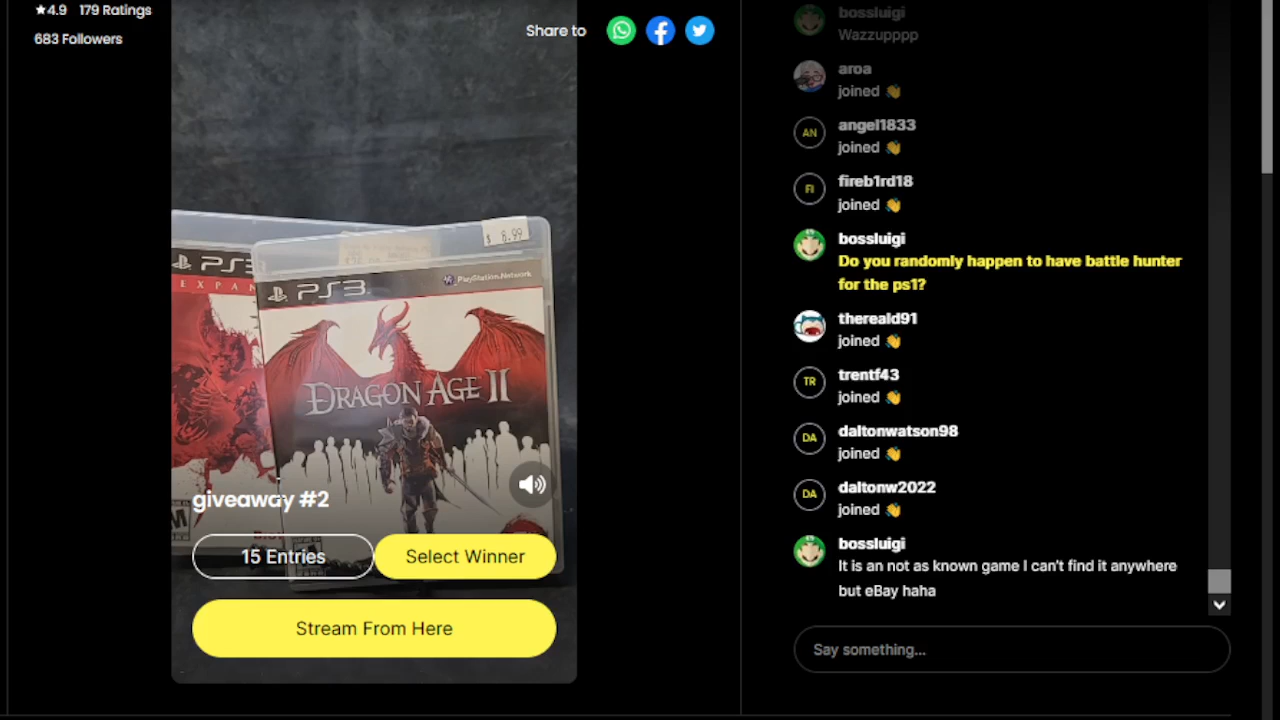 ★4.9 179 Ratings
683 Followers
Share to
$ 8.99
PS3
EXPAN
PS3
PlayStation Network
DRAGON AGE II
giveaway #2
15 Entries
Select Winner
Stream From Here
bossluigi
Wazzupppp
aroa
joined 👏
AN
angel1833
joined 👏
FI
fireb1rd18
joined 👏
bossluigi
Do you randomly happen to have battle hunter
for the ps1?
thereald91
joined 👏
TR
trentf43
joined 👏
DA
daltonwatson98
joined 👏
DA
daltonw2022
joined 👏
bossluigi
It is an not as known game I can't find it anywhere
but eBay haha
Say something...